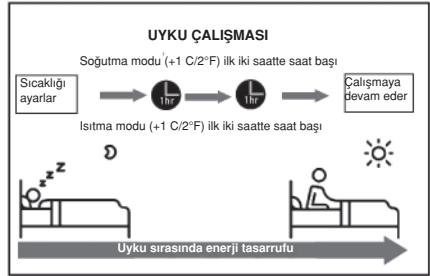 UYKU ÇALIŞMASI
Soğutma modu (+1 C/2°F) ilk iki saatte saat başı
Sıcaklığı
ayarlar
1hr
1hr
Çalışmaya
devam eder
Isıtma modu (+1 C/2°F) ilk iki saatte saat başı
z z z z
Uyku sırasında enerji tasarrufu